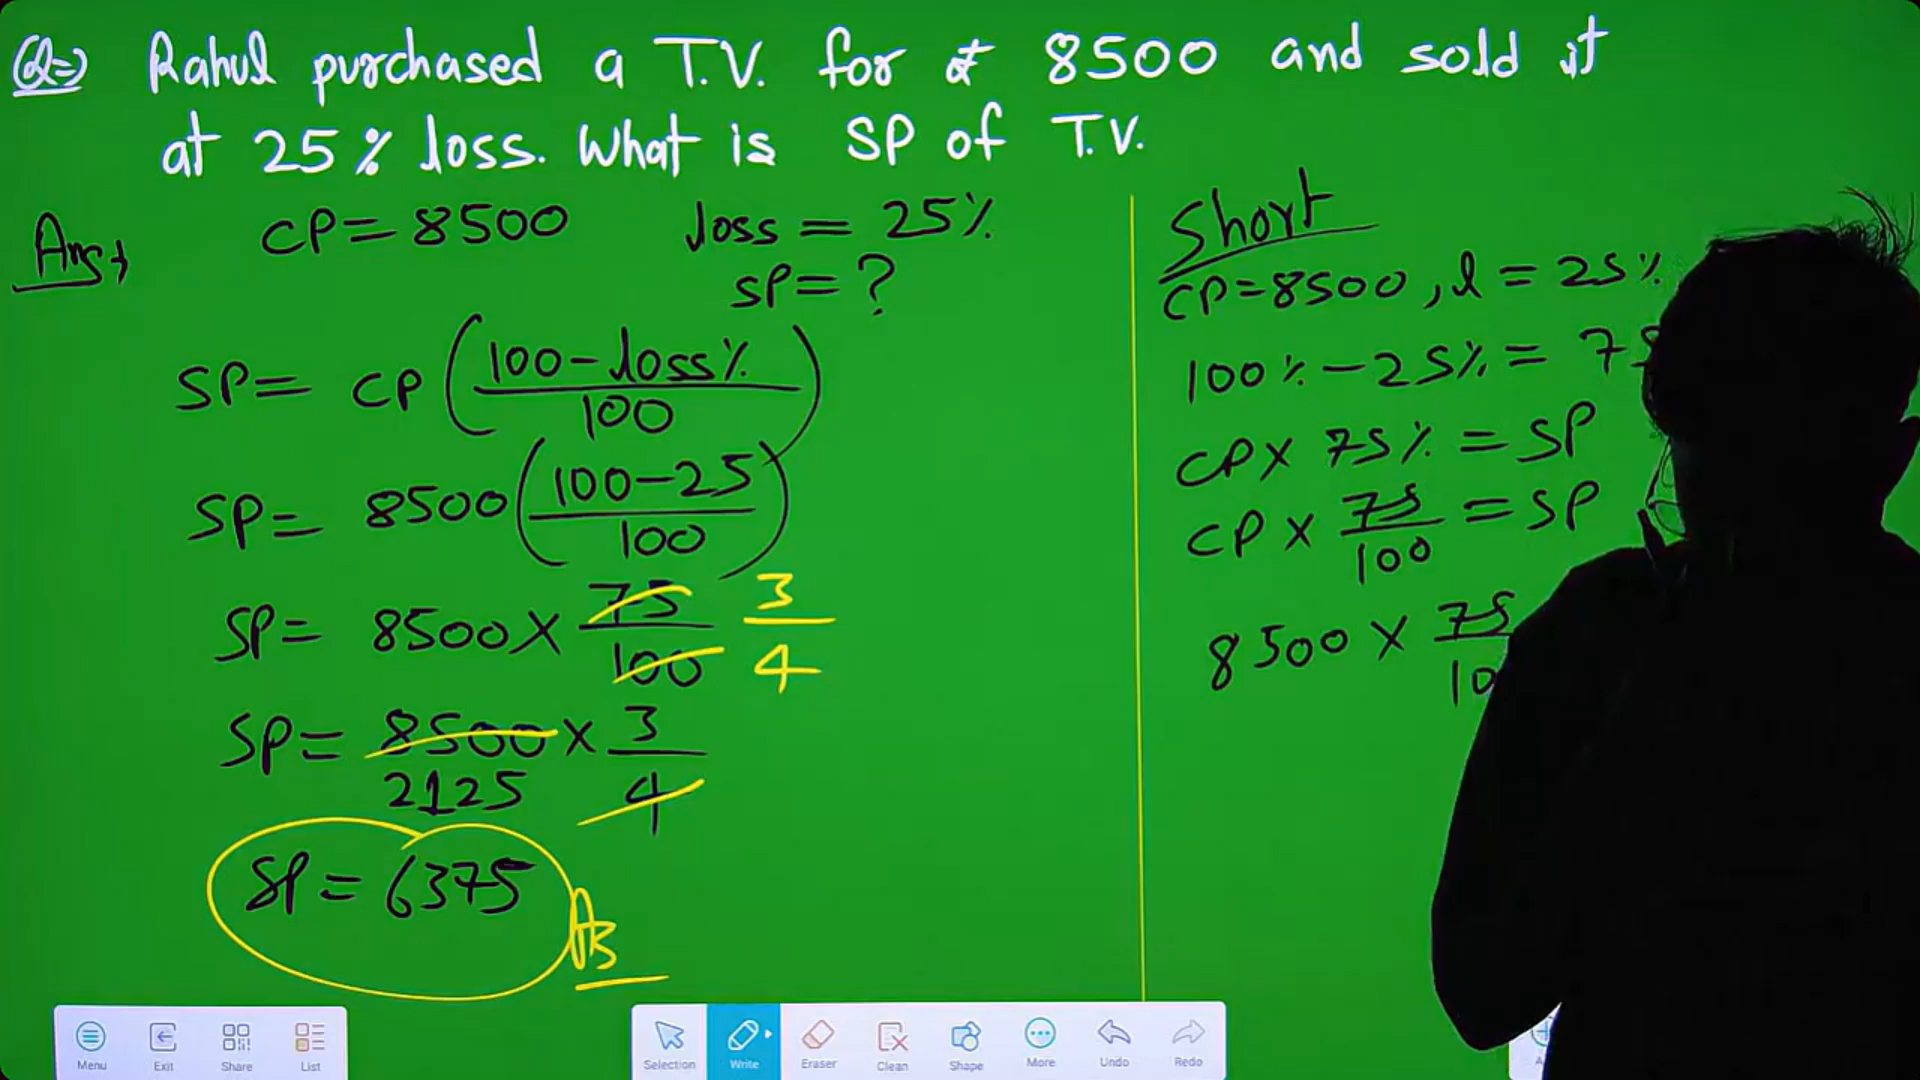 Q⇒ Rahul purchased a T.V. for ₹ 8500 and sold it
at 25% loss. What is SP of T.V.
Ans→
CP=8500 loss = 25%
SP=?
SP= CP(100-loss%/100)
SP= 8500(100-25/100)
SP= 8500× 75/100 3/4
SP= 8500× 3/4
2125
SP= 6375 Ans
Short
CP=8500, l = 25%
100%-25%= 75
CP× 75% = SP
CP× 75/100 = SP
8500× 75/10
Menu Exit Share List
Selection Write Eraser Clean Shape More Undo Redo